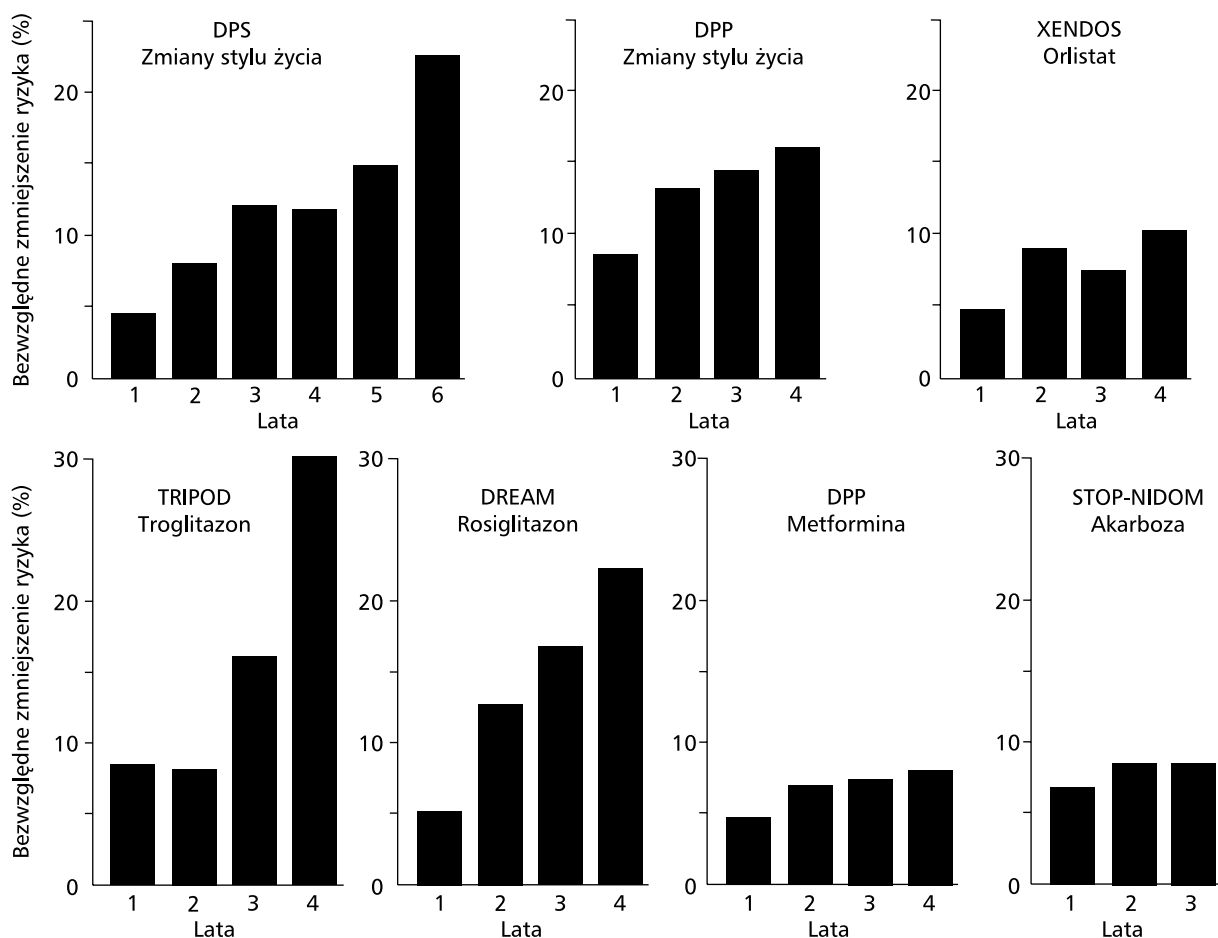 Bezwzględne zmniejszenie ryzyka (%)
DPS
Zmiany stylu życia
20
10
0
1 2 3 4 5 6
Lata
DPP
Zmiany stylu życia
20
10
0
1 2 3 4
Lata
XENDOS
Orlistat
20
10
0
1 2 3 4
Lata
Bezwzględne zmniejszenie ryzyka (%)
TRIPOD
Troglitazon
30
20
10
0
1 2 3 4
Lata
DREAM
Rosiglitazon
30
20
10
0
1 2 3 4
Lata
DPP
Metformina
30
20
10
0
1 2 3 4
Lata
STOP-NIDOM
Akarboza
30
20
10
0
1 2 3
Lata